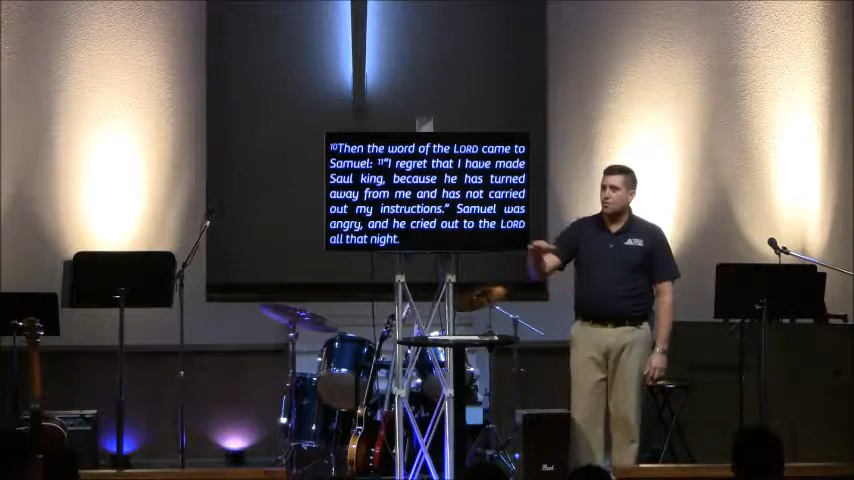 ¹⁰Then the word of the LORD came to
Samuel: ¹¹"I regret that I have made
Saul king, because he has turned
away from me and has not carried
out my instructions." Samuel was
angry, and he cried out to the LORD
all that night.